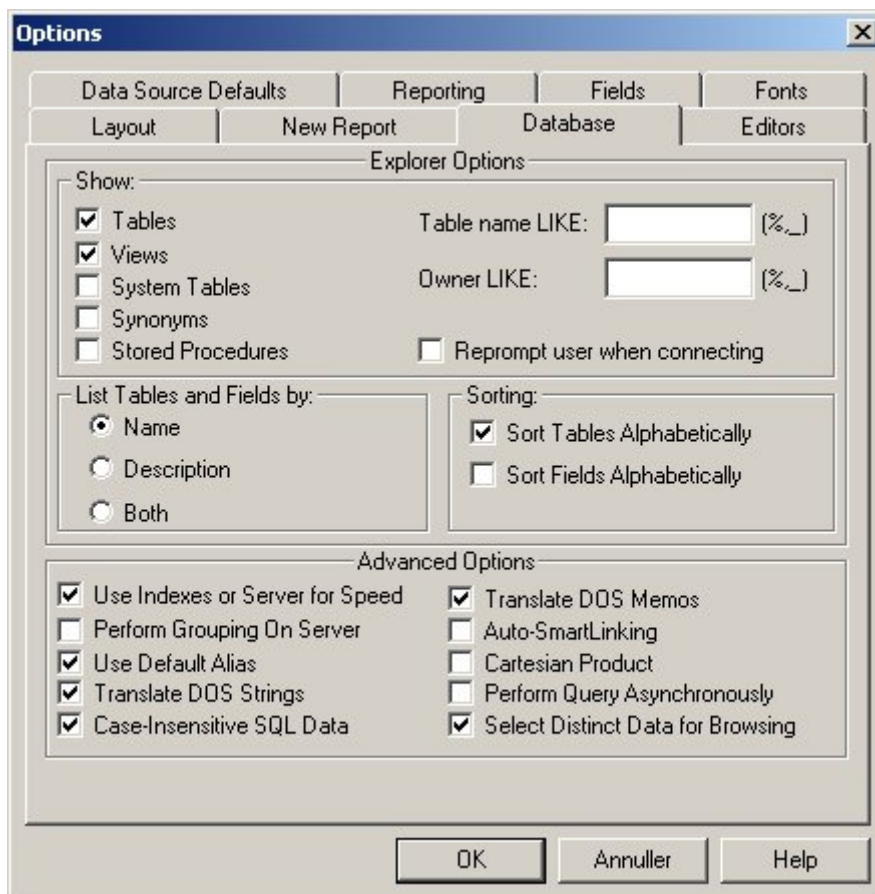 Options
Data Source Defaults Reporting Fields Fonts
Layout New Report Database Editors
Explorer Options
Show:
Tables Table name LIKE: (%,_)
Views
System Tables Owner LIKE: (%,_)
Synonyms
Stored Procedures Reprompt user when connecting
List Tables and Fields by: Sorting:
Name Sort Tables Alphabetically
Description Sort Fields Alphabetically
Both
Advanced Options
Use Indexes or Server for Speed Translate DOS Memos
Perform Grouping On Server Auto-SmartLinking
Use Default Alias Cartesian Product
Translate DOS Strings Perform Query Asynchronously
Case-Insensitive SQL Data Select Distinct Data for Browsing
OK Annuller Help